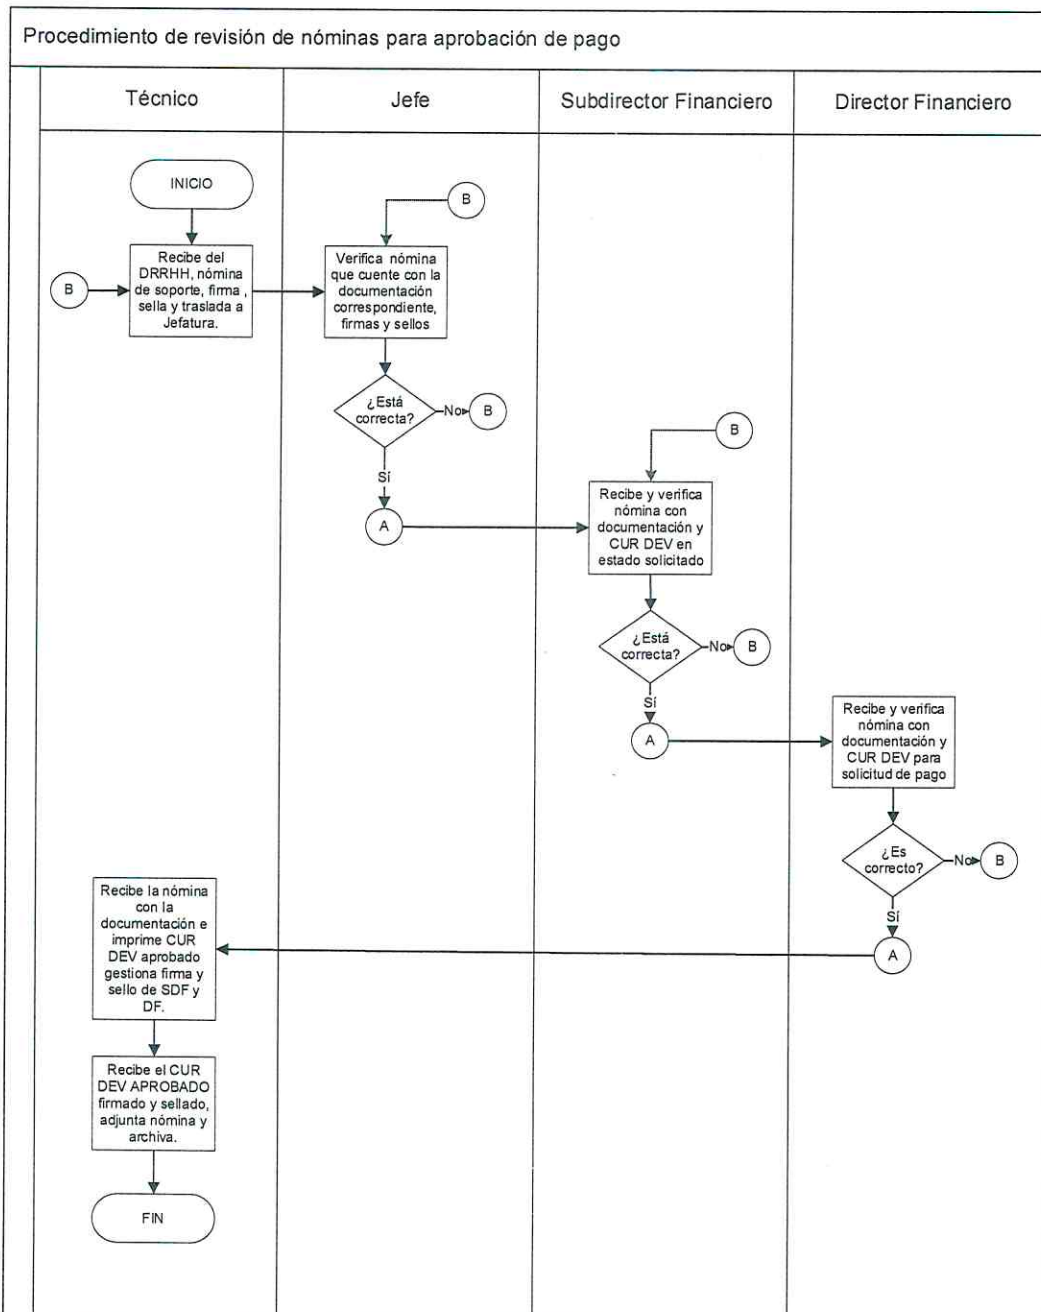 Procedimiento de revisión de nóminas para aprobación de pago
Técnico
Jefe
Subdirector Financiero
Director Financiero
INICIO
B
Recibe del
DRRHH, nómina
de soporte, firma ,
sella y traslada a
Jefatura.
B
Verifica nómina
que cuente con la
documentación
correspondiente,
firmas y sellos
¿Está
correcta?
No
B
Sí
A
B
Recibe y verifica
nómina con
documentación y
CUR DEV en
estado solicitado
¿Está
correcta?
No
B
Sí
A
Recibe y verifica
nómina con
documentación y
CUR DEV para
solicitud de pago
¿Es
correcto?
No
B
Sí
A
Recibe la nómina
con la
documentación e
imprime CUR
DEV aprobado
gestiona firma y
sello de SDF y
DF.
Recibe el CUR
DEV APROBADO
firmado y sellado,
adjunta nómina y
archiva.
FIN